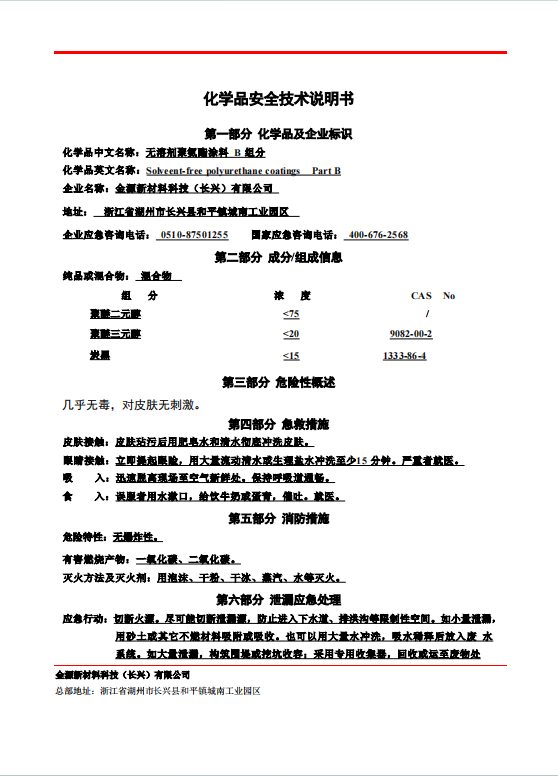 化学品安全技术说明书
第一部分 化学品及企业标识
化学品中文名称：无溶剂聚氨酯涂料 B 组分
化学品英文名称：Solvent-free polyurethane coatings Part B
企业名称：金源新材料科技（长兴）有限公司
地址： 浙江省湖州市长兴县和平镇城南工业园区
企业应急咨询电话： 0510-87501255 国家应急咨询电话： 400-676-2568
第二部分 成分/组成信息
纯品或混合物： 混合物
组 分 浓 度 CAS No
聚醚二元醇 <75 /
聚醚三元醇 <20 9082-00-2
炭黑 <15 1333-86-4
第三部分 危险性概述
几乎无毒，对皮肤无刺激。
第四部分 急救措施
皮肤接触：皮肤玷污后用肥皂水和清水彻底冲洗皮肤。
眼睛接触：立即提起眼睑，用大量流动清水或生理盐水冲洗至少15 分钟。严重者就医。
吸 入：迅速脱离现场至空气新鲜处。保持呼吸道通畅。
食 入：误服者用水漱口，给饮牛奶或蛋青，催吐。就医。
第五部分 消防措施
危险特性：无爆炸性。
有害燃烧产物：一氧化碳、二氧化碳。
灭火方法及灭火剂：用泡沫、干粉、干冰、蒸汽、水等灭火。
第六部分 泄漏应急处理
应急行动：切断火源。尽可能切断泄漏源，防止进入下水道、排洪沟等限制性空间。如小量泄漏，
用砂土或其它不燃材料吸附或吸收。也可以用大量水冲洗，吸水稀释后放入废 水
系统。如大量泄漏，构筑围堤或挖坑收容；采用专用收集器，回收或运至废物处
金源新材料科技（长兴）有限公司
总部地址：浙江省湖州市长兴县和平镇城南工业园区